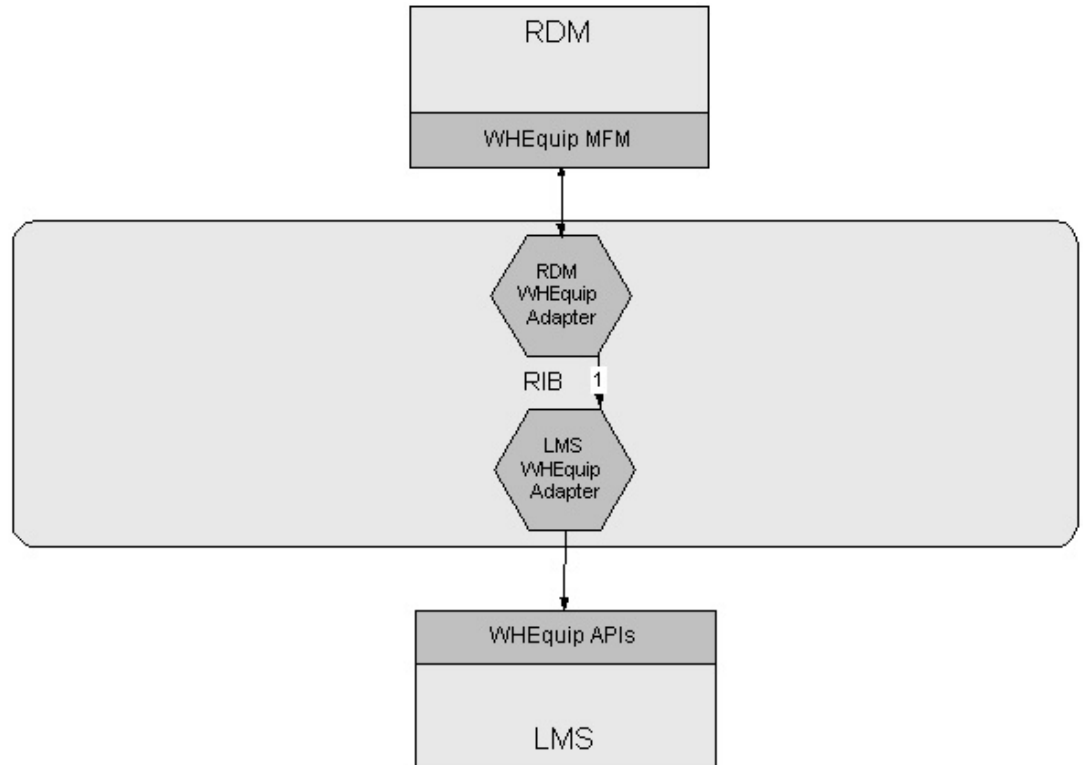 RDM
WHEquip MFM
RDM
WHEquip
Adapter
RIB
1
LMS
WHEquip
Adapter
WHEquip APIs
LMS